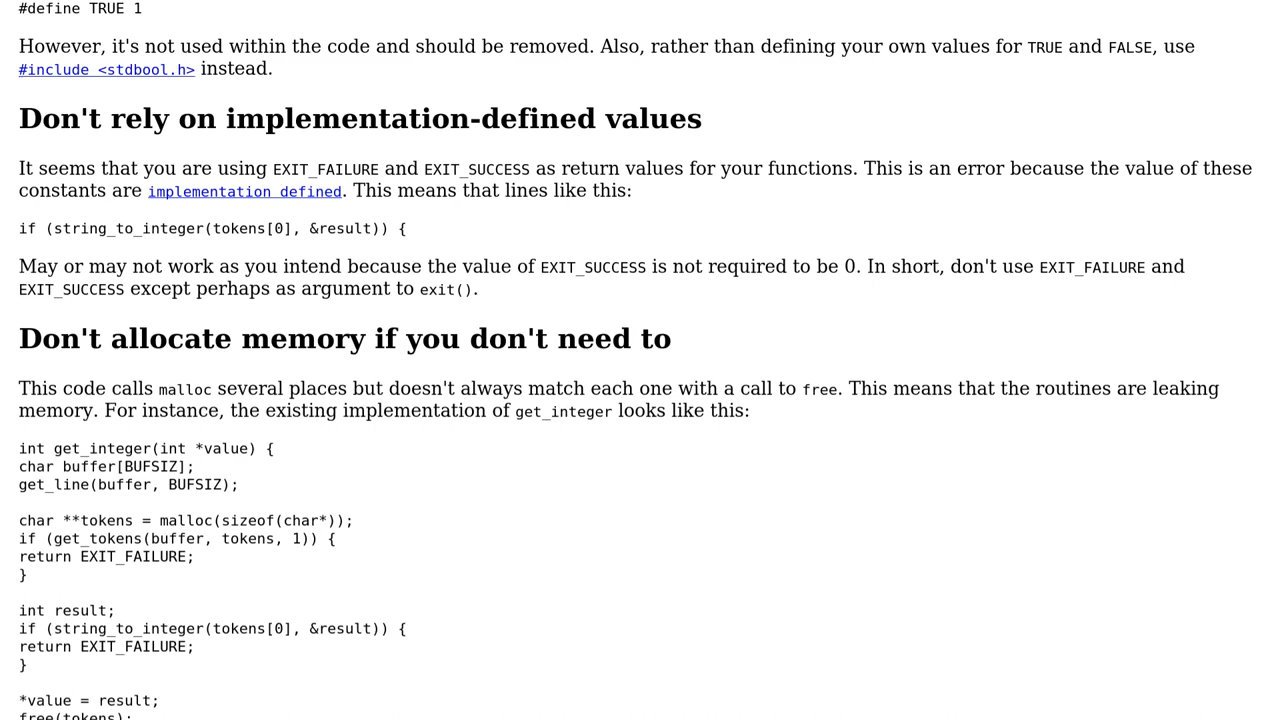 #define TRUE 1
However, it's not used within the code and should be removed. Also, rather than defining your own values for TRUE and FALSE, use
#include <stdbool.h> instead.
Don't rely on implementation-defined values
It seems that you are using EXIT_FAILURE and EXIT_SUCCESS as return values for your functions. This is an error because the value of these
constants are implementation defined. This means that lines like this:
if (string_to_integer(tokens[0], &result)) {
May or may not work as you intend because the value of EXIT_SUCCESS is not required to be 0. In short, don't use EXIT_FAILURE and
EXIT_SUCCESS except perhaps as argument to exit().
Don't allocate memory if you don't need to
This code calls malloc several places but doesn't always match each one with a call to free. This means that the routines are leaking
memory. For instance, the existing implementation of get_integer looks like this:
int get_integer(int *value) {
char buffer[BUFSIZ];
get_line(buffer, BUFSIZ);
char **tokens = malloc(sizeof(char*));
if (get_tokens(buffer, tokens, 1)) {
return EXIT_FAILURE;
}
int result;
if (string_to_integer(tokens[0], &result)) {
return EXIT_FAILURE;
}
*value = result;
free(tokens);